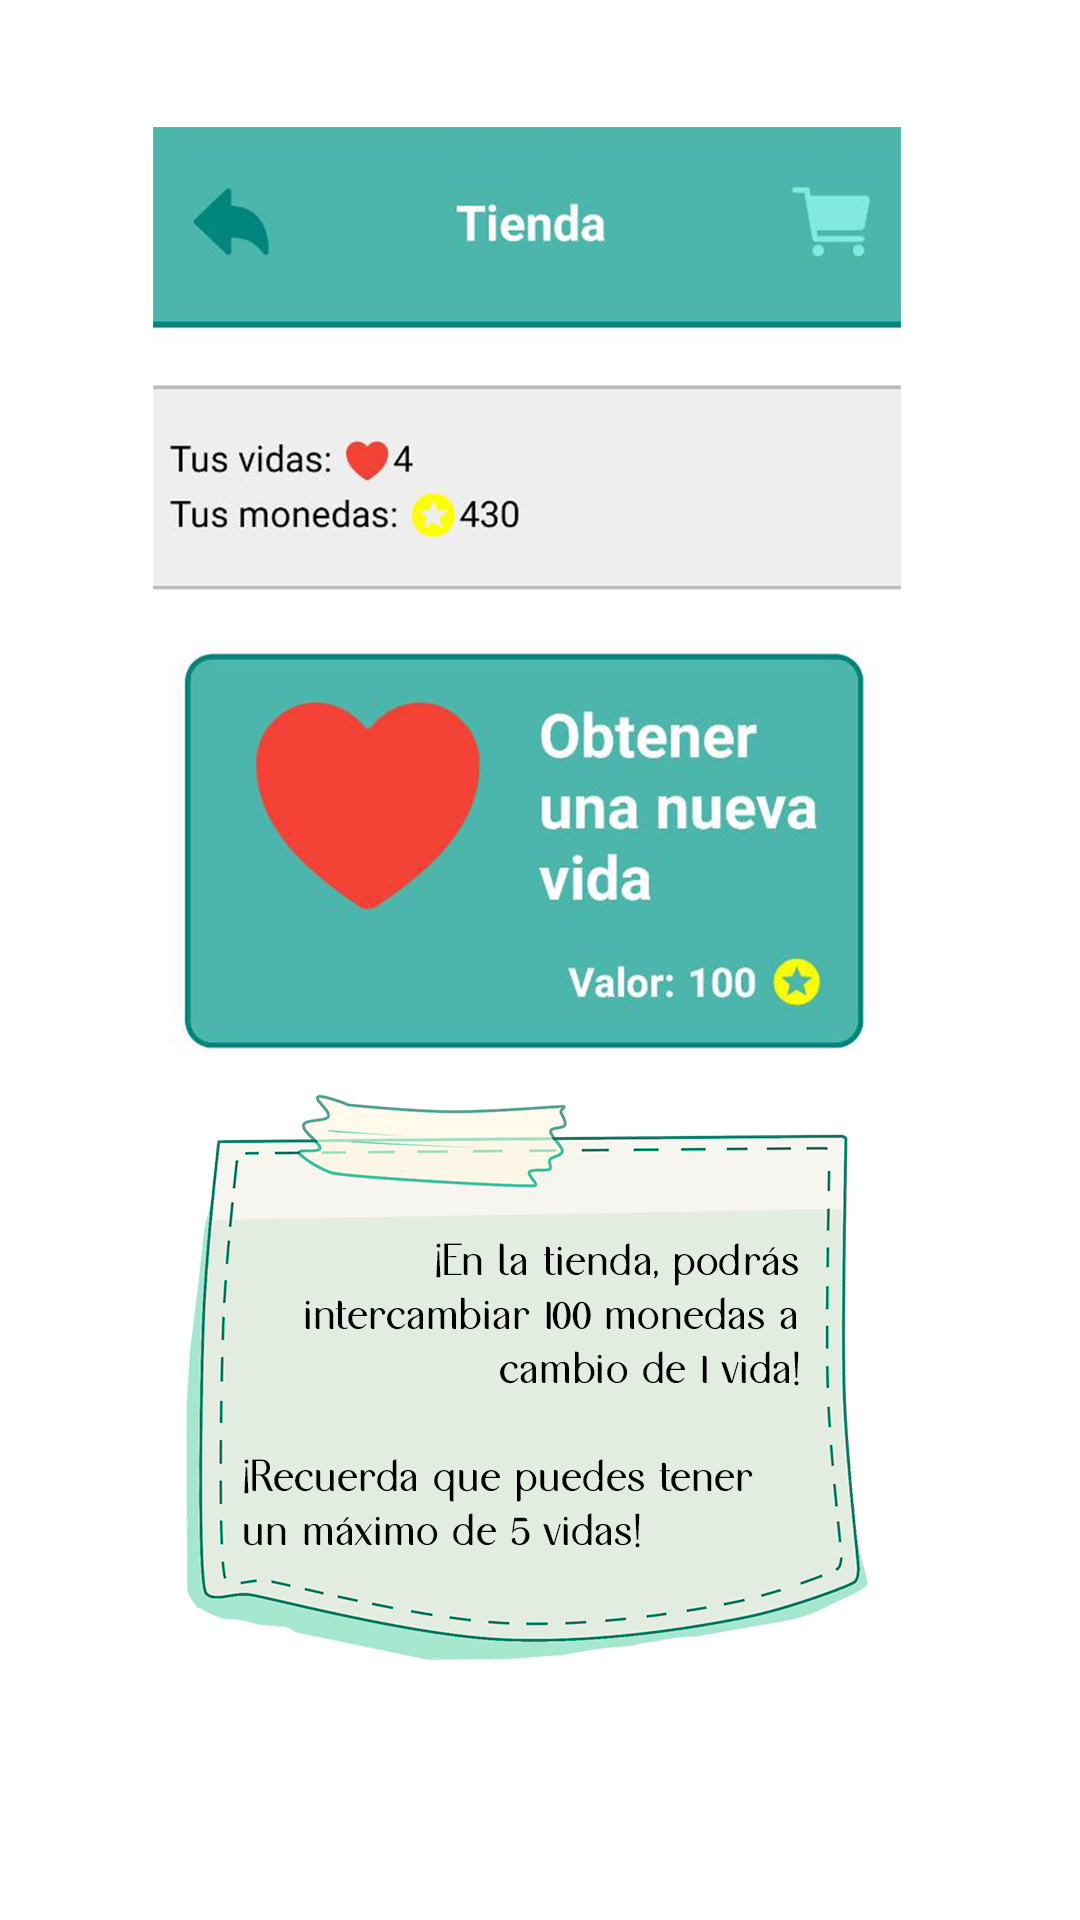 Tienda
Tus vidas: 4
Tus monedas: 430
Obtener
una nueva
vida
Valor: 100
¡En la tienda, podrás
intercambiar 100 monedas a
cambio de 1 vida!
¡Recuerda que puedes tener
un máximo de 5 vidas!